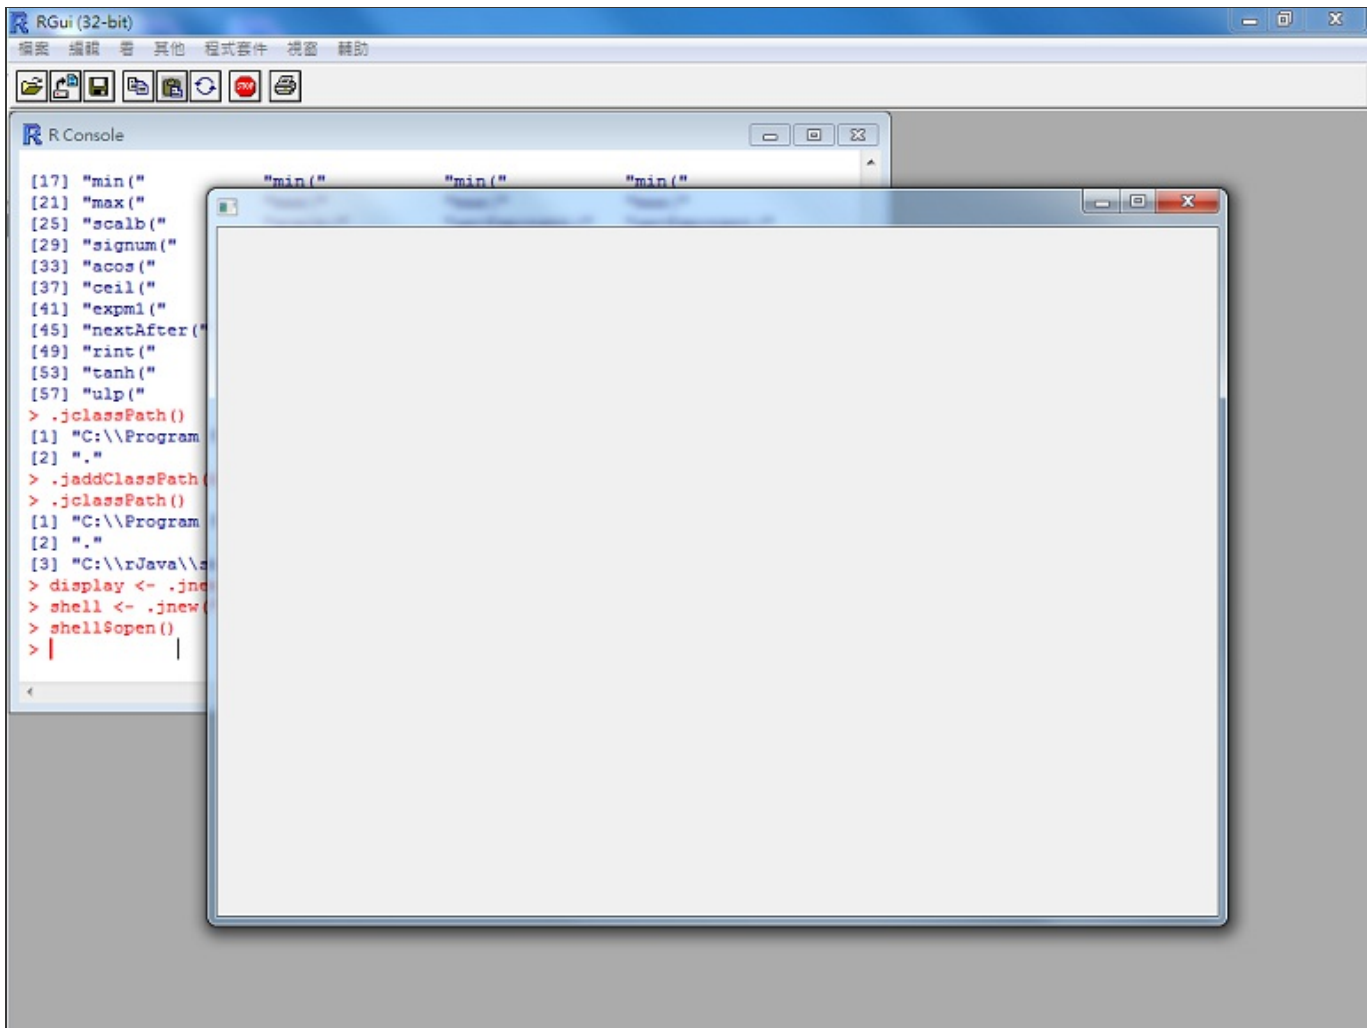 RGui (32-bit)
檔案 編輯 看 其他 程式套件 視窗 輔助
STOP
R Console
[17] "min(" "min(" "min(" "min("
[21] "max("
[25] "scalb("
[29] "signum("
[33] "acos("
[37] "ceil("
[41] "expm1("
[45] "nextAfter("
[49] "rint("
[53] "tanh("
[57] "ulp("
> .jclassPath()
[1] "C:\\Program
[2] "."
> .jaddClassPath(
> .jclassPath()
[1] "C:\\Program
[2] "."
[3] "C:\\rJava\\s
> display <- .jne
> shell <- .jnew(
> shell$open()
>